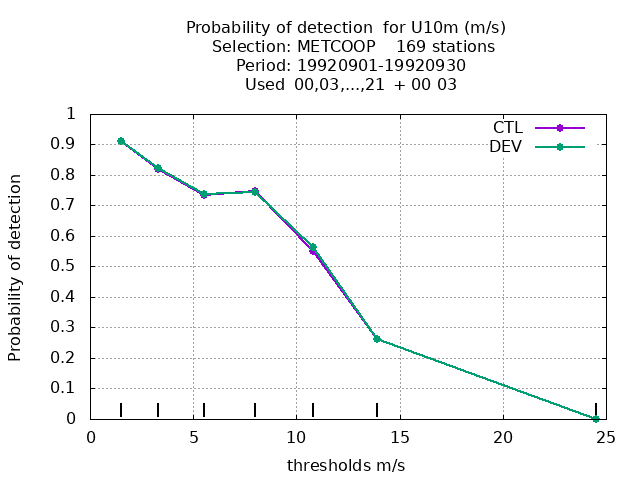 Probability of detection for U10m (m/s)
Selection: METCOOP 169 stations
Period: 19920901-19920930
Used 00,03,...,21 + 00 03
CTL
DEV
Probability of detection
1
0.9
0.8
0.7
0.6
0.5
0.4
0.3
0.2
0.1
0
0 5 10 15 20 25
thresholds m/s